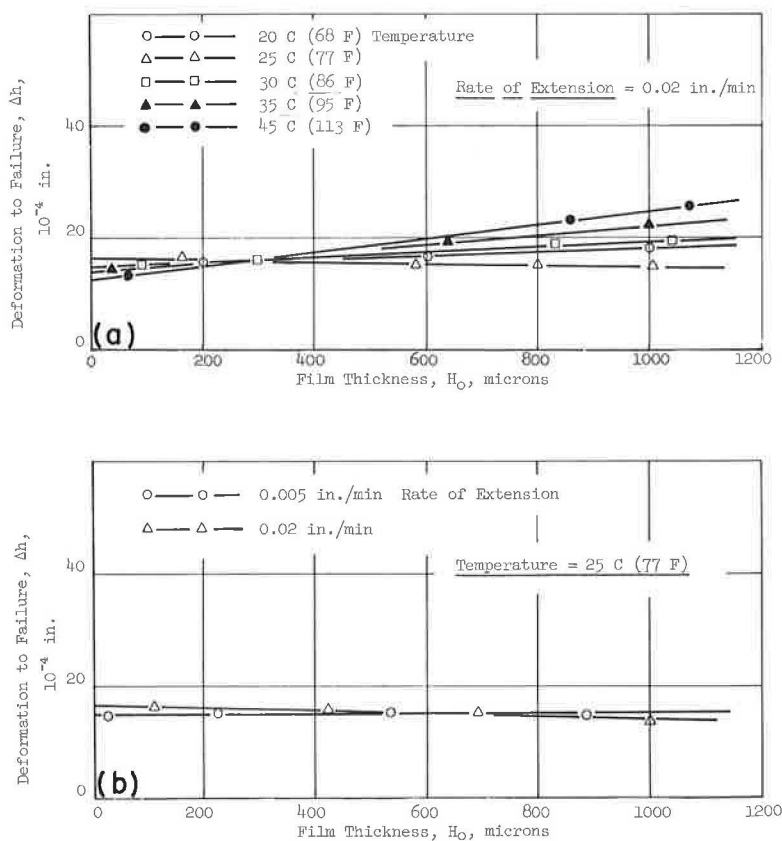 20 C (68 F) Temperature
25 C (77 F)
30 C (86 F)
35 C (95 F)
45 C (113 F)
Rate of Extension = 0.02 in./min
Deformation to Failure, Δh,
10⁻⁴ in.
40
20
0
(a)
0 200 400 600 800 1000 1200
Film Thickness, H₀, microns
0.005 in./min Rate of Extension
0.02 in./min
Temperature = 25 C (77 F)
Deformation to Failure, Δh,
10⁻⁴ in.
40
20
0
(b)
0 200 400 600 800 1000 1200
Film Thickness, H₀, microns